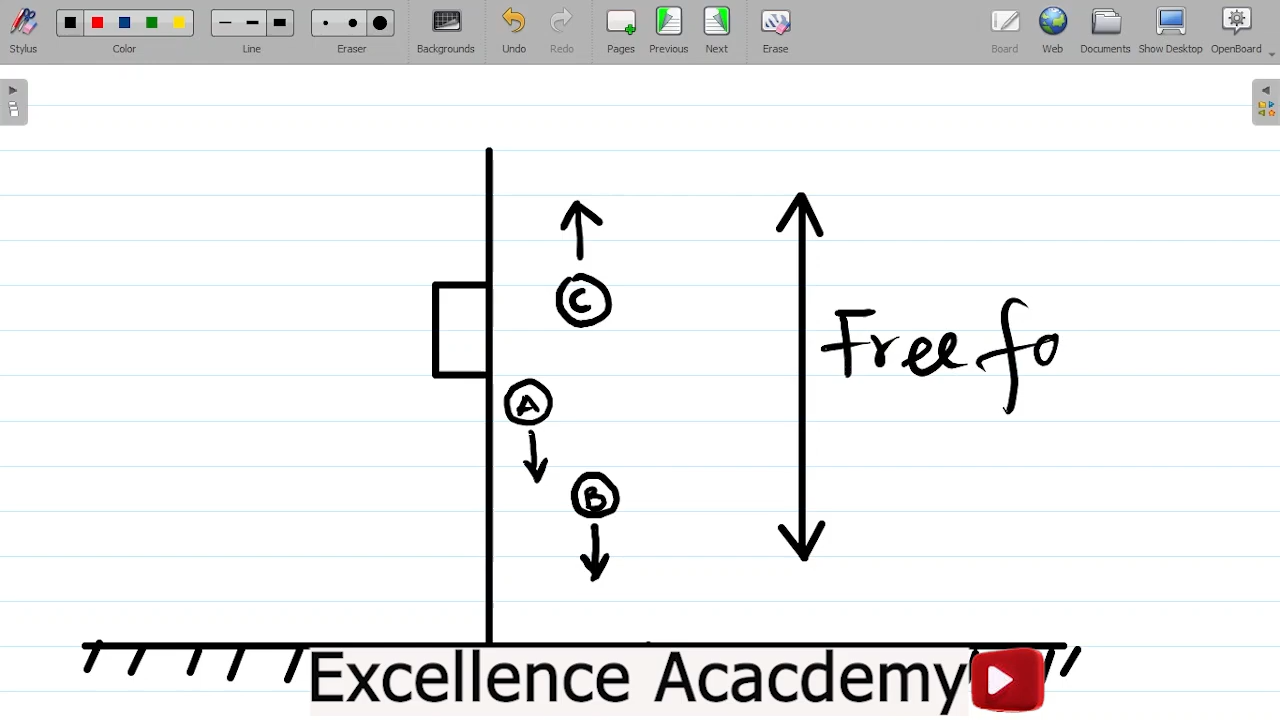 Stylus
Color
Line
Eraser
Backgrounds
Undo
Redo
Pages
Previous
Next
Erase
Board
Web
Documents
Show Desktop
OpenBoard
C
Free fo
A
B
Excellence Acacdemy